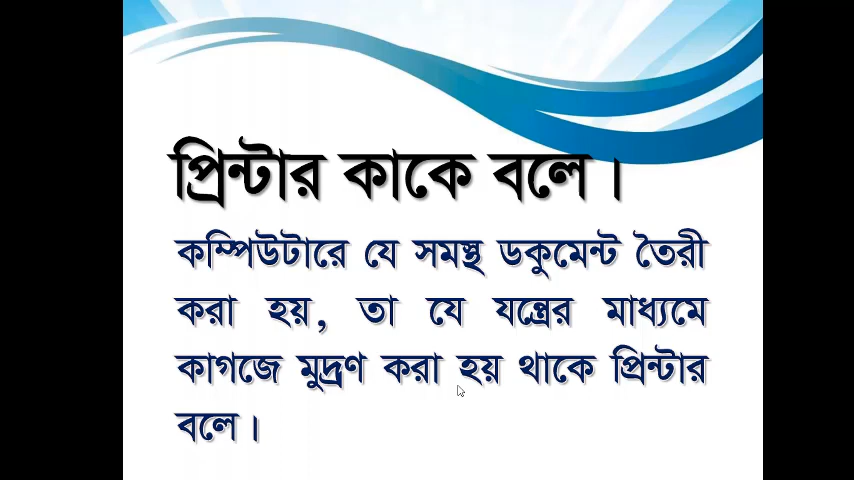 প্রিন্টার কাকে বলে ।
কম্পিউটারে যে সমস্থ ডকুমেন্ট তৈরী
করা হয়, তা যে যন্ত্রের মাধ্যমে
কাগজে মুদ্রণ করা হয় থাকে প্রিন্টার
বলে ।